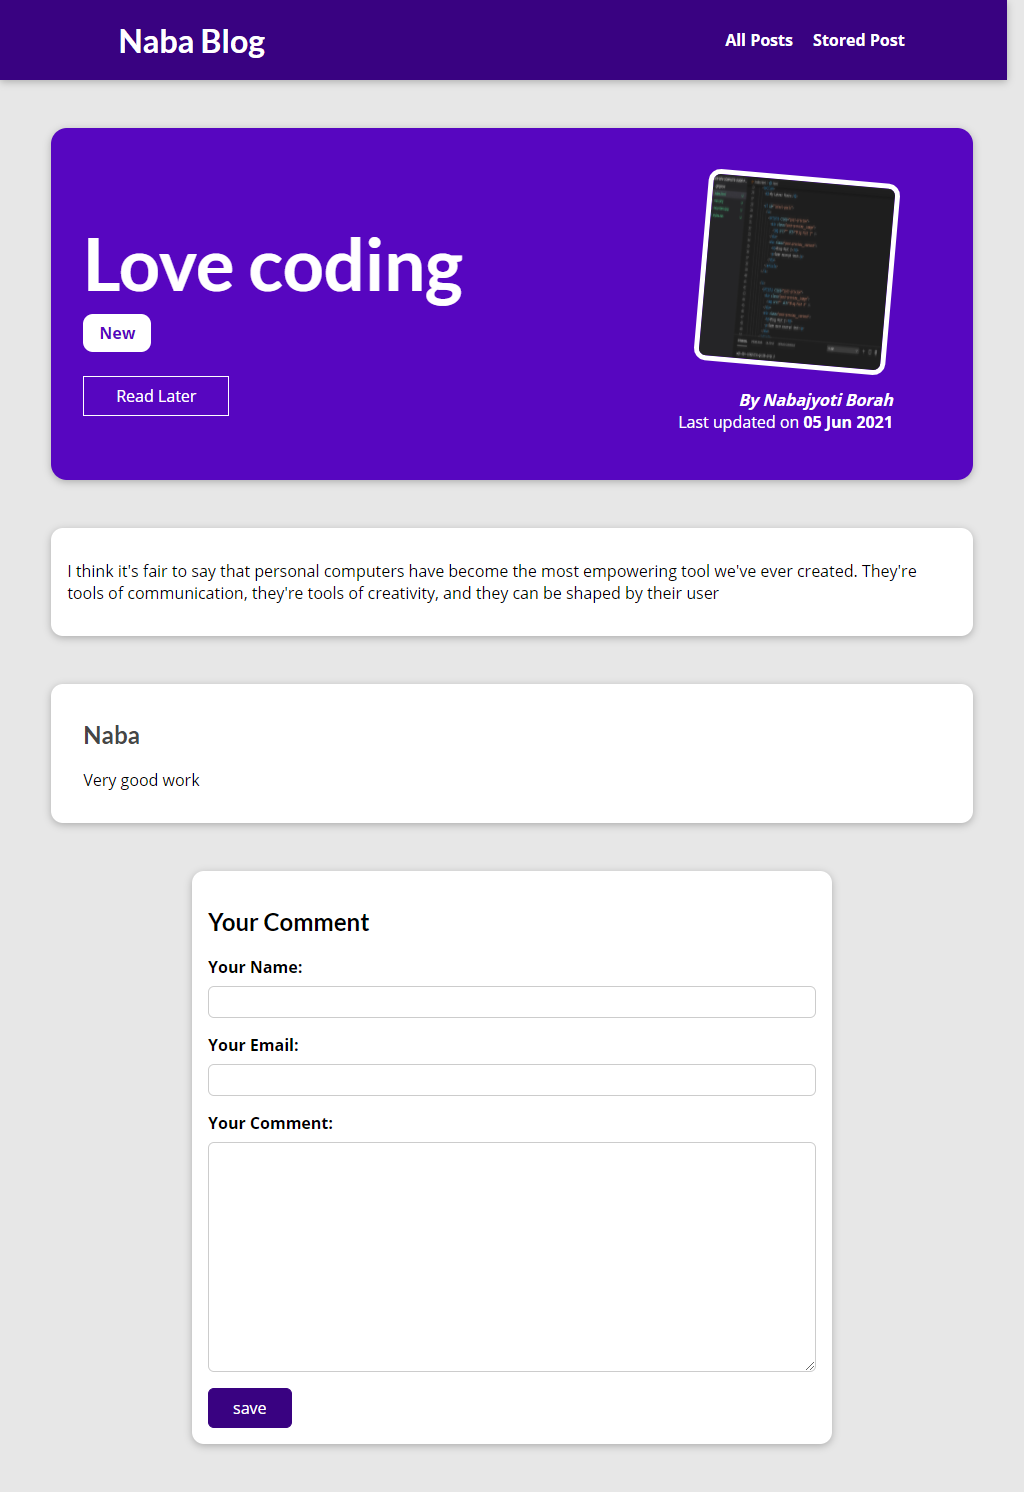 Naba Blog
All Posts Stored Post
Love coding
New
Read Later
By Nabajyoti Borah
Last updated on 05 Jun 2021
I think it's fair to say that personal computers have become the most empowering tool we've ever created. They're
tools of communication, they're tools of creativity, and they can be shaped by their user
Naba
Very good work
Your Comment
Your Name:
Your Email:
Your Comment:
save